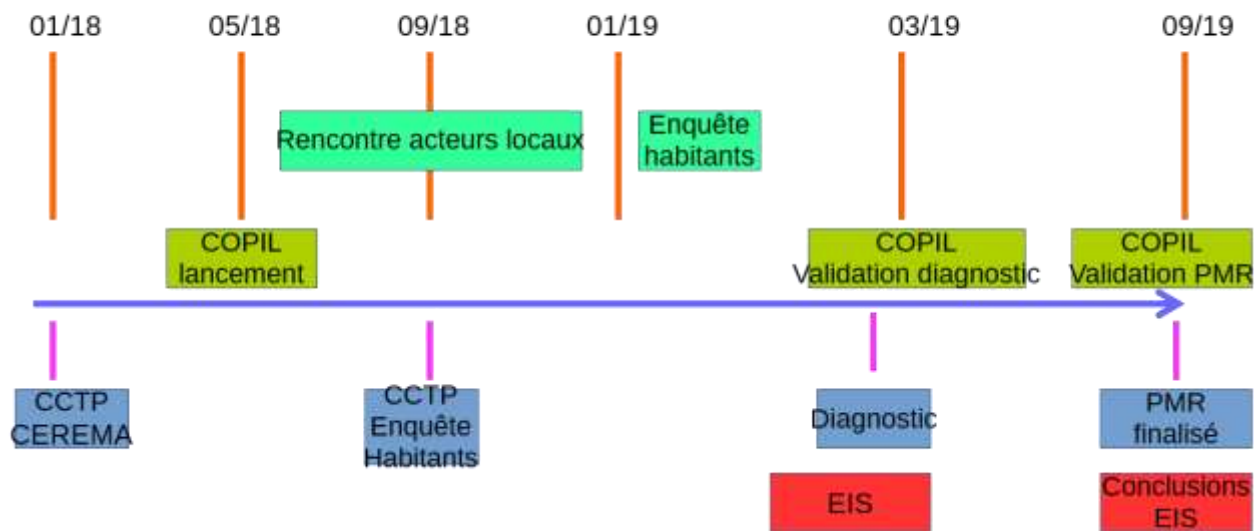 01/18 05/18 09/18 01/19 03/19 09/19
Rencontre acteurs locaux
Enquête
habitants
COPIL
lancement
COPIL
Validation diagnostic
COPIL
Validation PMR
CCTP
CEREMA
CCTP
Enquête
Habitants
Diagnostic
PMR
finalisé
EIS
Conclusions
EIS